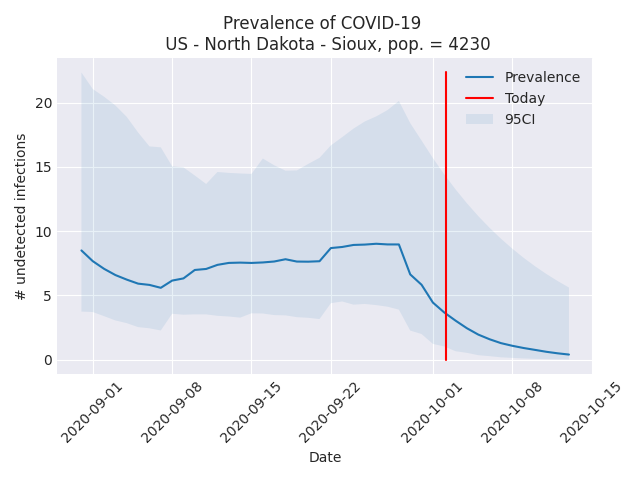 Prevalence of COVID-19
US - North Dakota - Sioux, pop. = 4230
Prevalence
Today
95CI
20
15
10
5
0
# undetected infections
2020-09-01
2020-09-08
2020-09-15
2020-09-22
2020-10-01
2020-10-08
2020-10-15
Date